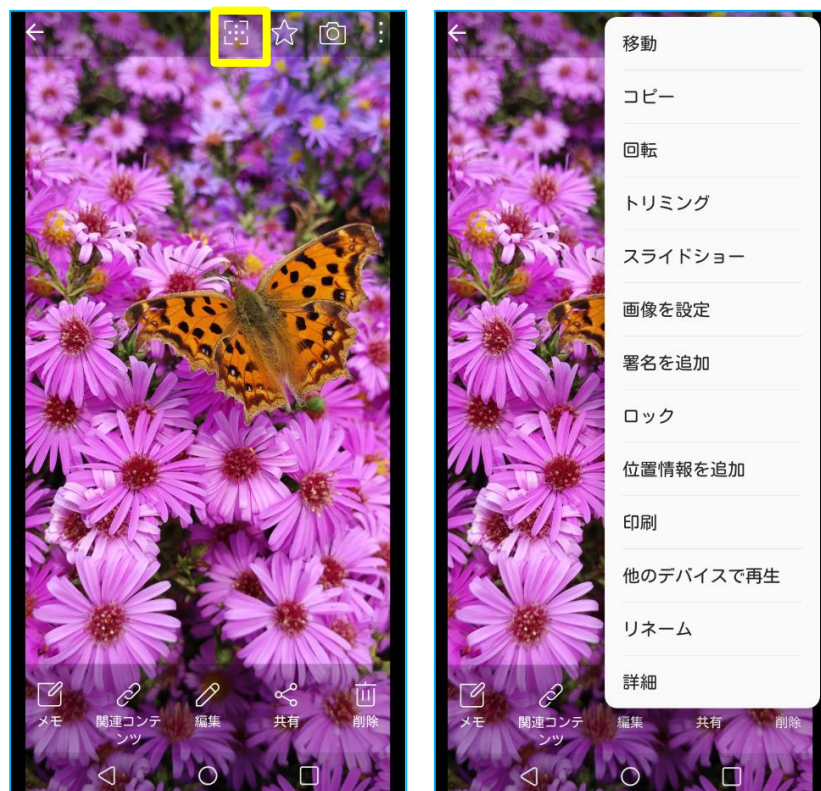 メモ
関連コンテ
ンツ
編集
共有
削除
移動
コピー
回転
トリミング
スライドショー
画像を設定
署名を追加
ロック
位置情報を追加
印刷
他のデバイスで再生
リネーム
詳細
メモ
関連コンテ
ンツ
編集
共有
削除